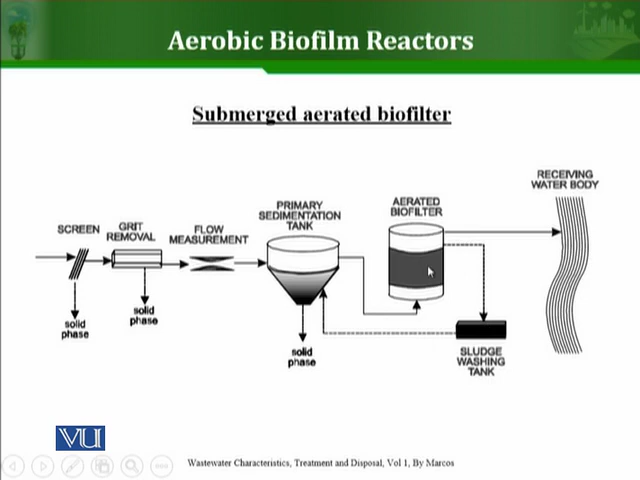 Aerobic Biofilm Reactors
Submerged aerated biofilter
RECEIVING
WATER BODY
PRIMARY
SEDIMENTATION
TANK
AERATED
BIOFILTER
SCREEN
GRIT
REMOVAL
FLOW
MEASUREMENT
solid
phase
solid
phase
solid
phase
SLUDGE
WASHING
TANK
VU
Wastewater Characteristics, Treatment and Disposal, Vol 1, By Marcos